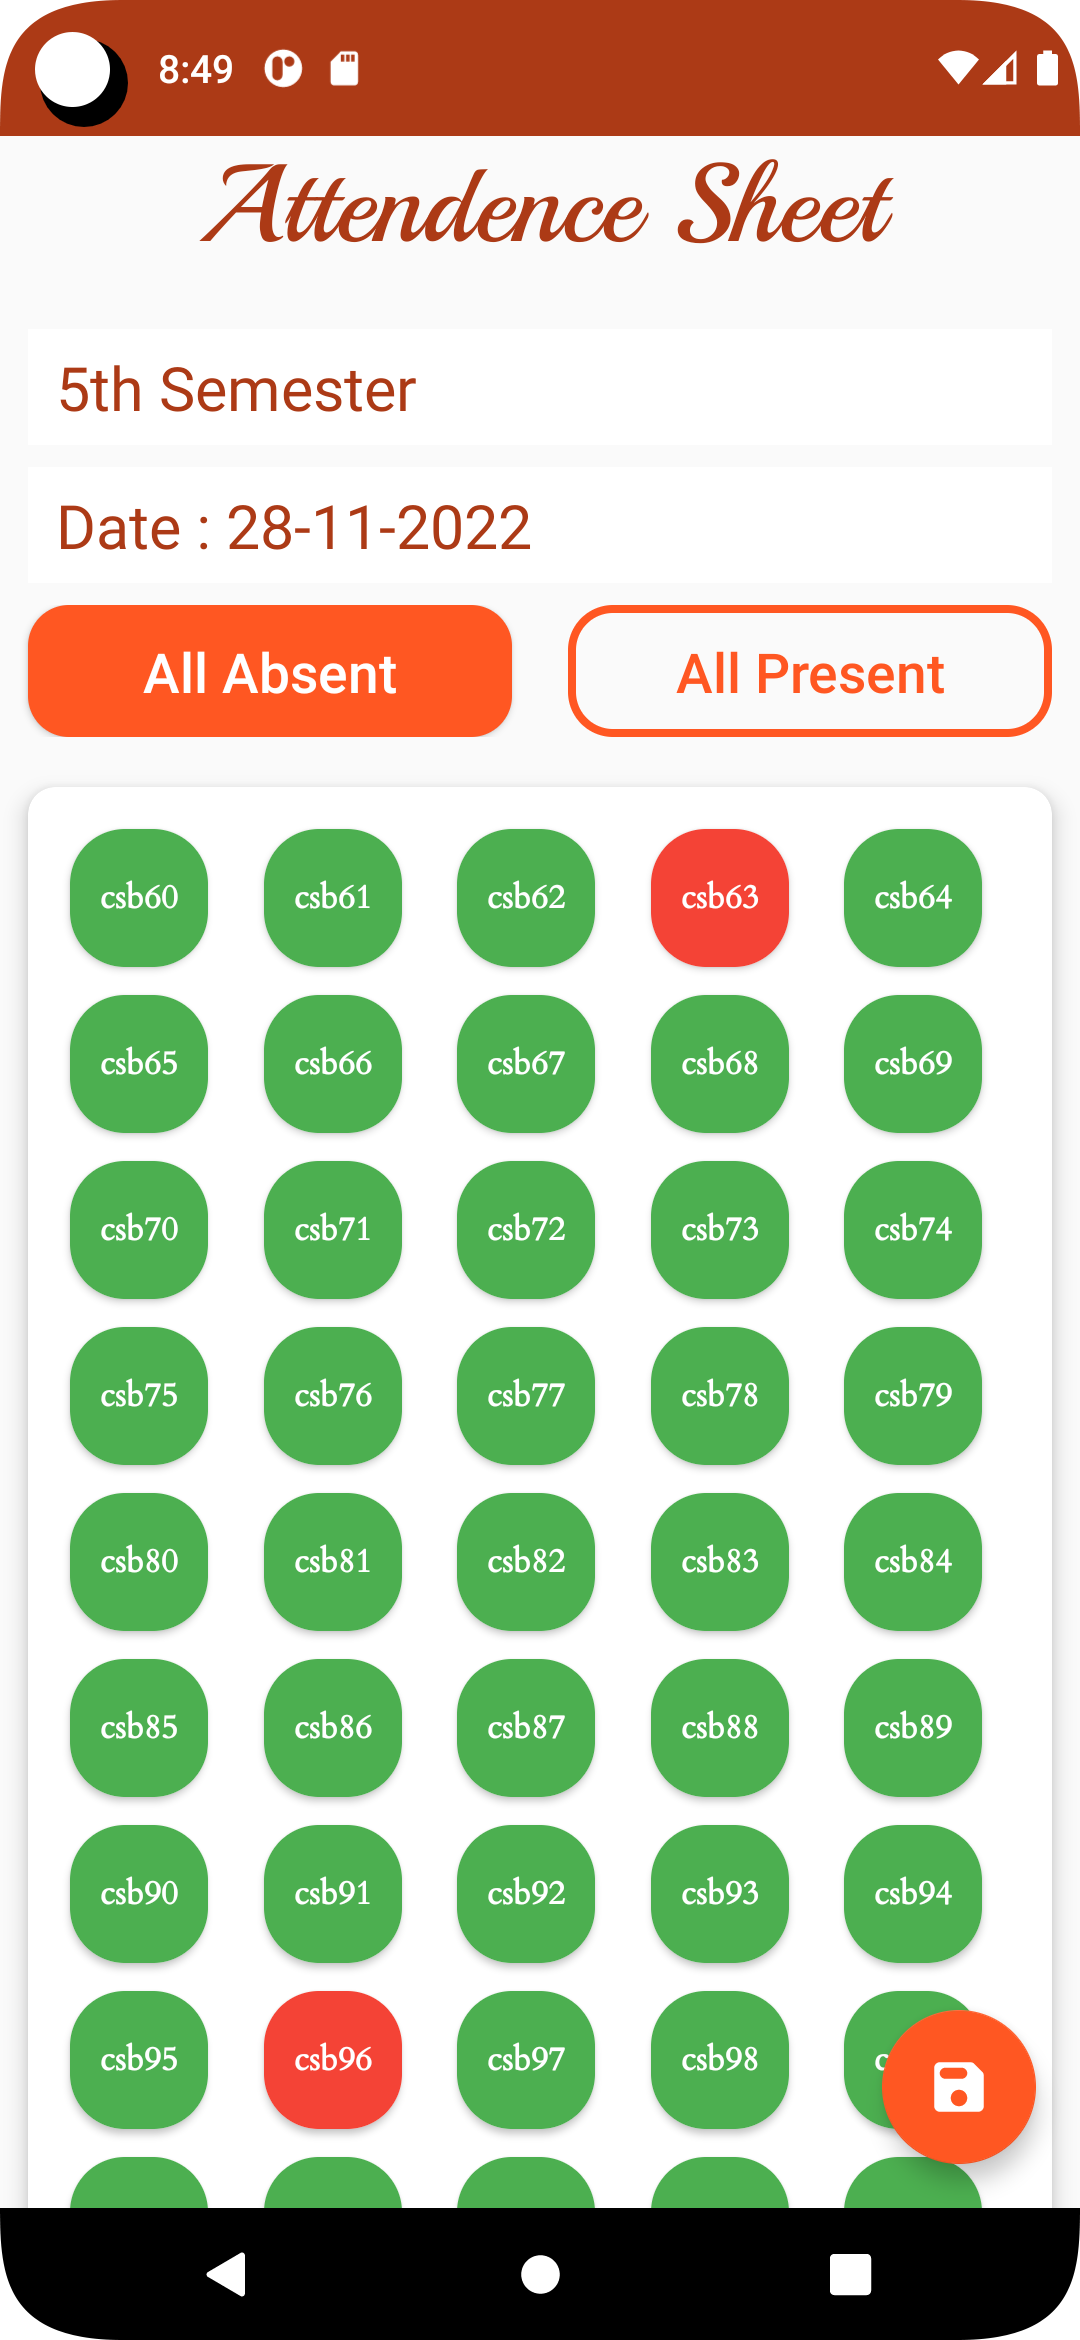 8:49
Attendence Sheet
5th Semester
Date : 28-11-2022
All Absent All Present
csb60 csb61 csb62 csb63 csb64
csb65 csb66 csb67 csb68 csb69
csb70 csb71 csb72 csb73 csb74
csb75 csb76 csb77 csb78 csb79
csb80 csb81 csb82 csb83 csb84
csb85 csb86 csb87 csb88 csb89
csb90 csb91 csb92 csb93 csb94
csb95 csb96 csb97 csb98